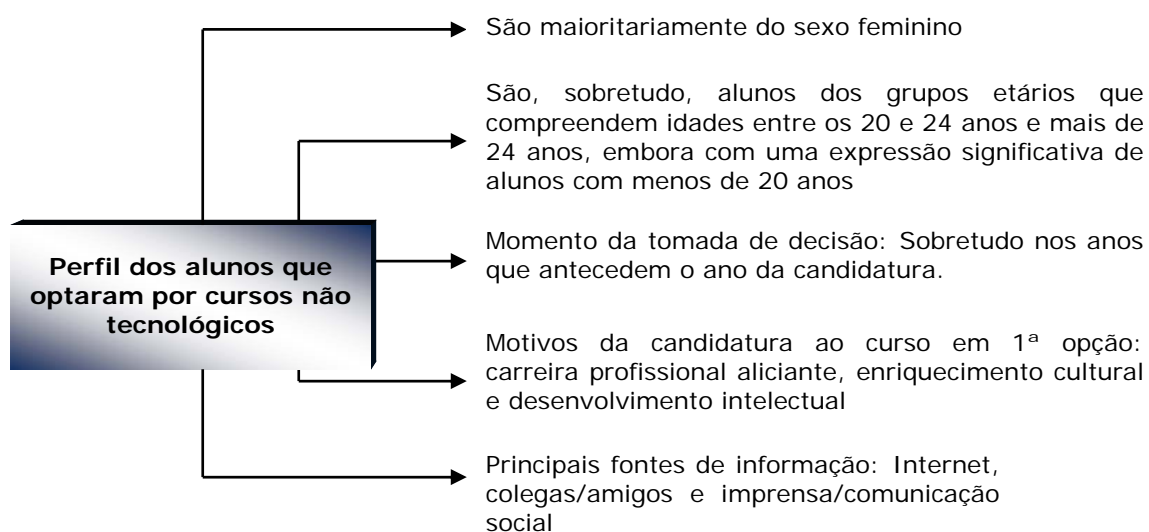 São maioritariamente do sexo feminino
São, sobretudo, alunos dos grupos etários que
compreendem idades entre os 20 e 24 anos e mais de
24 anos, embora com uma expressão significativa de
alunos com menos de 20 anos
Perfil dos alunos que
optaram por cursos não
tecnológicos
Momento da tomada de decisão: Sobretudo nos anos
que antecedem o ano da candidatura.
Motivos da candidatura ao curso em 1ª opção:
carreira profissional aliciante, enriquecimento cultural
e desenvolvimento intelectual
Principais fontes de informação: Internet,
colegas/amigos e imprensa/comunicação
social